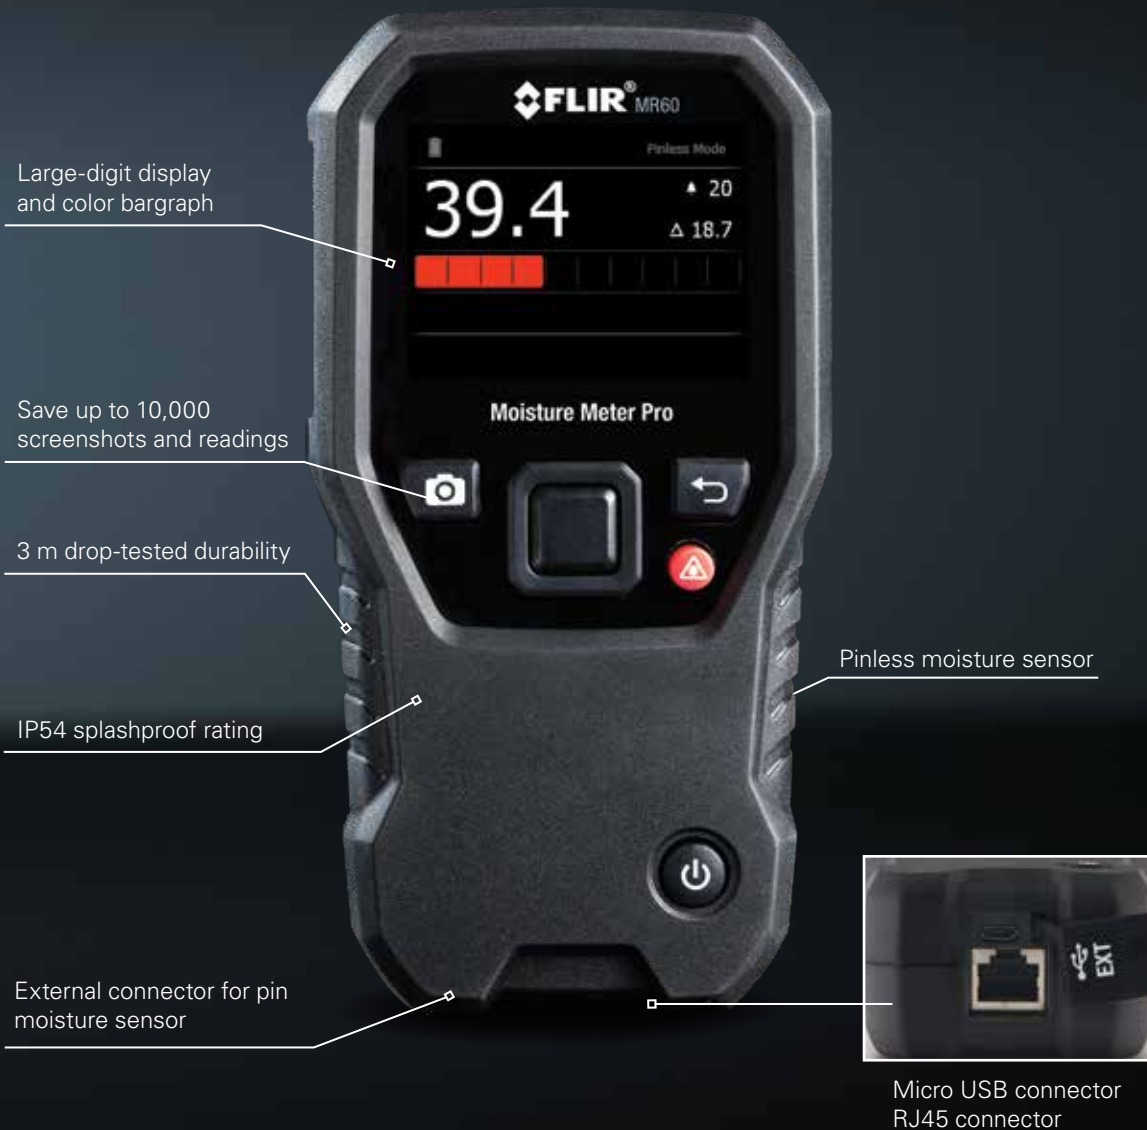 FLIR® MR60
Pinless Mode
39.4
20
Δ 18.7
Large-digit display
and color bargraph
Moisture Meter Pro
Save up to 10,000
screenshots and readings
3 m drop-tested durability
IP54 splashproof rating
Pinless moisture sensor
External connector for pin
moisture sensor
EXT
Micro USB connector
RJ45 connector